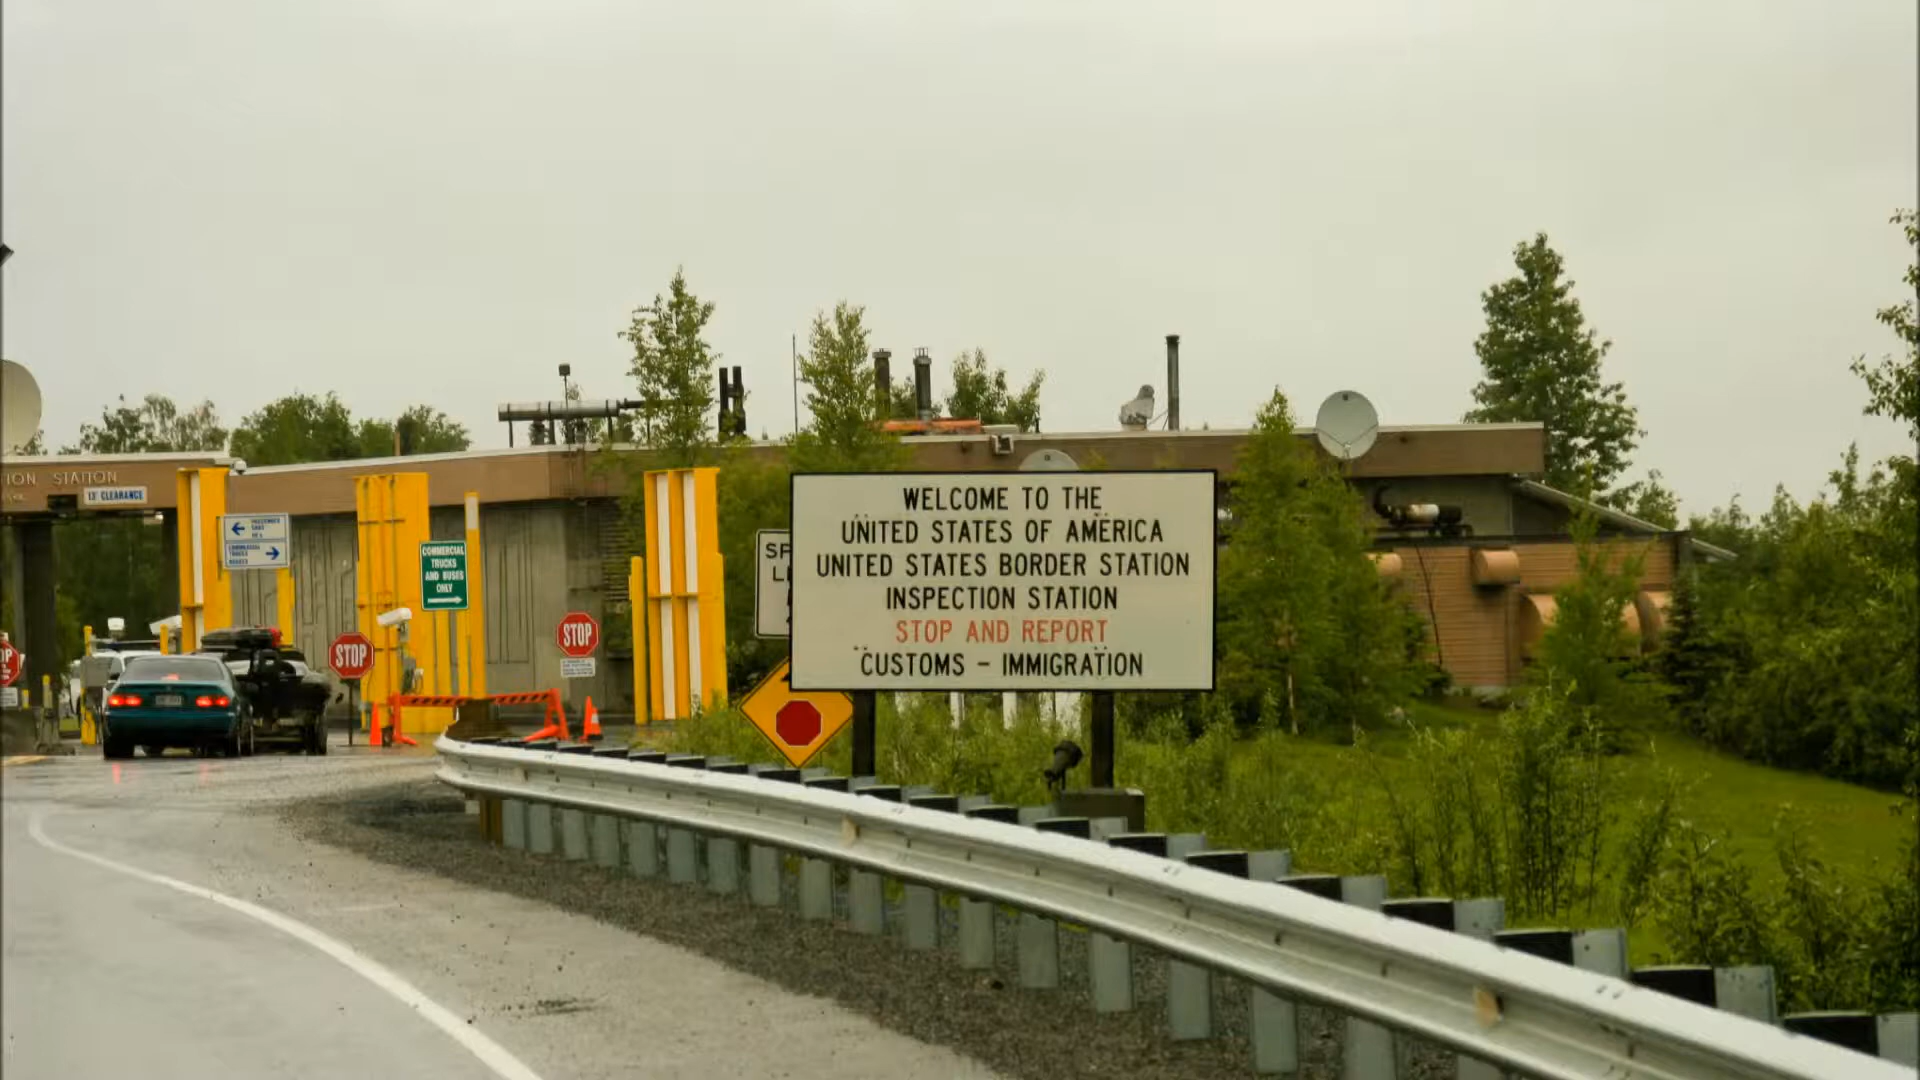 WELCOME TO THE
UNITED STATES OF AMERICA
UNITED STATES BORDER STATION
INSPECTION STATION
STOP AND REPORT
CUSTOMS - IMMIGRATION
STATION
13' CLEARANCE
COMMERCIAL
TRUCKS
AND BUSES
ONLY
STOP
STOP